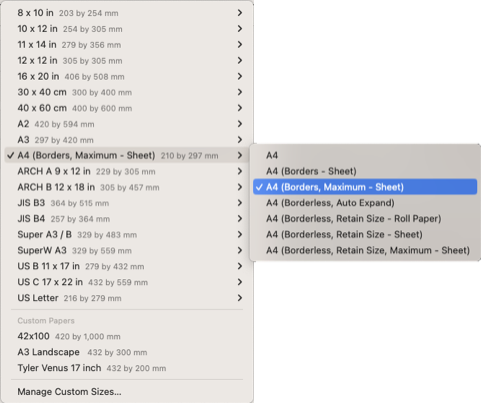 8 x 10 in 203 by 254 mm
10 x 12 in 254 by 305 mm
11 x 14 in 279 by 356 mm
12 x 12 in 305 by 305 mm
16 x 20 in 406 by 508 mm
30 x 40 cm 300 by 400 mm
40 x 60 cm 400 by 600 mm
A2 420 by 594 mm
A3 297 by 420 mm
A4 (Borders, Maximum - Sheet) 210 by 297 mm
ARCH A 9 x 12 in 229 by 305 mm
ARCH B 12 x 18 in 305 by 457 mm
JIS B3 364 by 515 mm
JIS B4 257 by 364 mm
Super A3 / B 329 by 483 mm
SuperW A3 329 by 559 mm
US B 11 x 17 in 279 by 432 mm
US C 17 x 22 in 432 by 559 mm
US Letter 216 by 279 mm
Custom Papers
42x100 420 by 1,000 mm
A3 Landscape 432 by 300 mm
Tyler Venus 17 inch 432 by 200 mm
Manage Custom Sizes...
A4
A4 (Borders - Sheet)
A4 (Borders, Maximum - Sheet)
A4 (Borderless, Auto Expand)
A4 (Borderless, Retain Size - Roll Paper)
A4 (Borderless, Retain Size - Sheet)
A4 (Borderless, Retain Size, Maximum - Sheet)